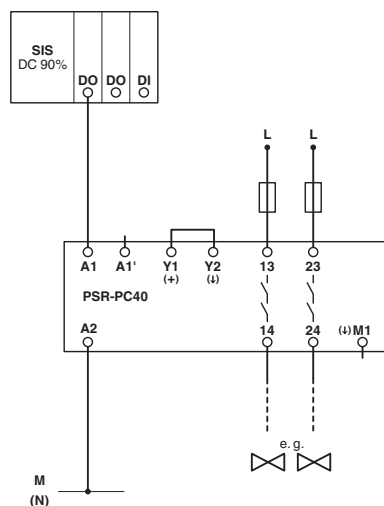 SIS
DC 90%
DO DO DI
L L
A1 A1' Y1 Y2 13 23
(+) (↓)
PSR-PC40
A2 14 24 (↓) M1
e. g.
M
(N)